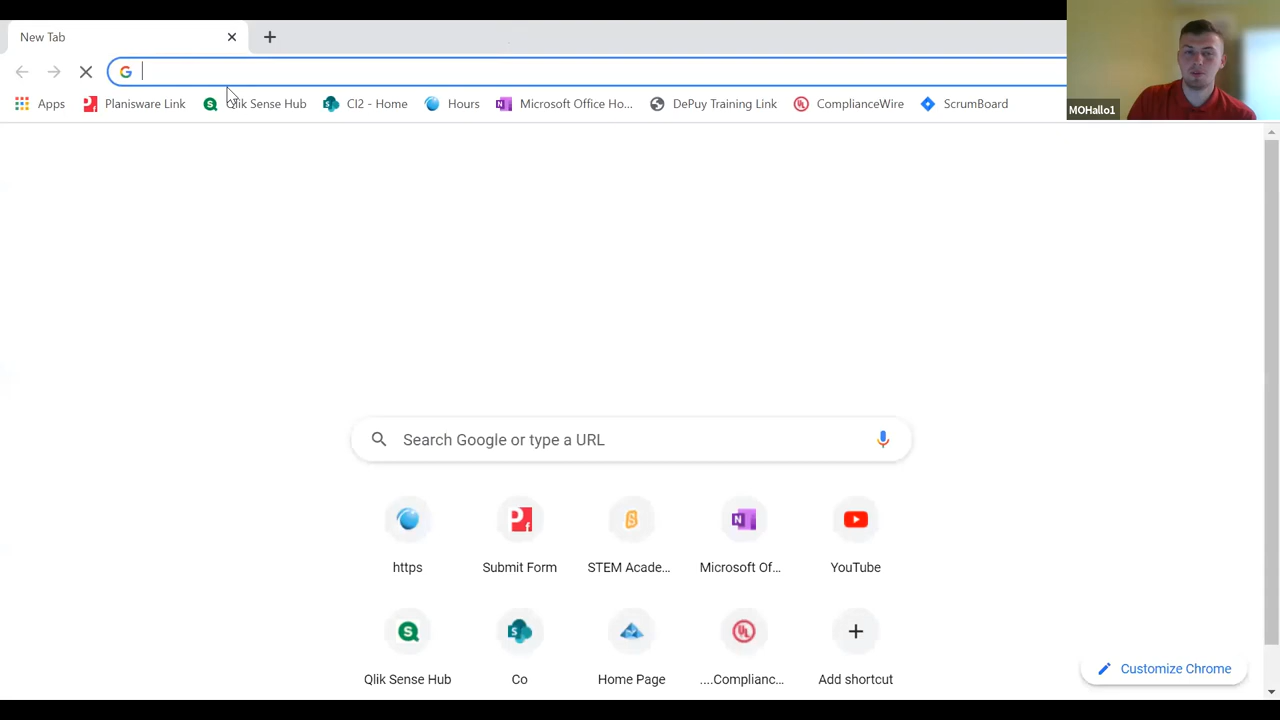 New Tab
Apps Planisware Link Qlik Sense Hub CI2 - Home Hours Microsoft Office Ho... DePuy Training Link ComplianceWire ScrumBoard
MOHallo1
Search Google or type a URL
https Submit Form STEM Acade... Microsoft Of... YouTube
Qlik Sense Hub Co Home Page ....Complianc... Add shortcut
Customize Chrome